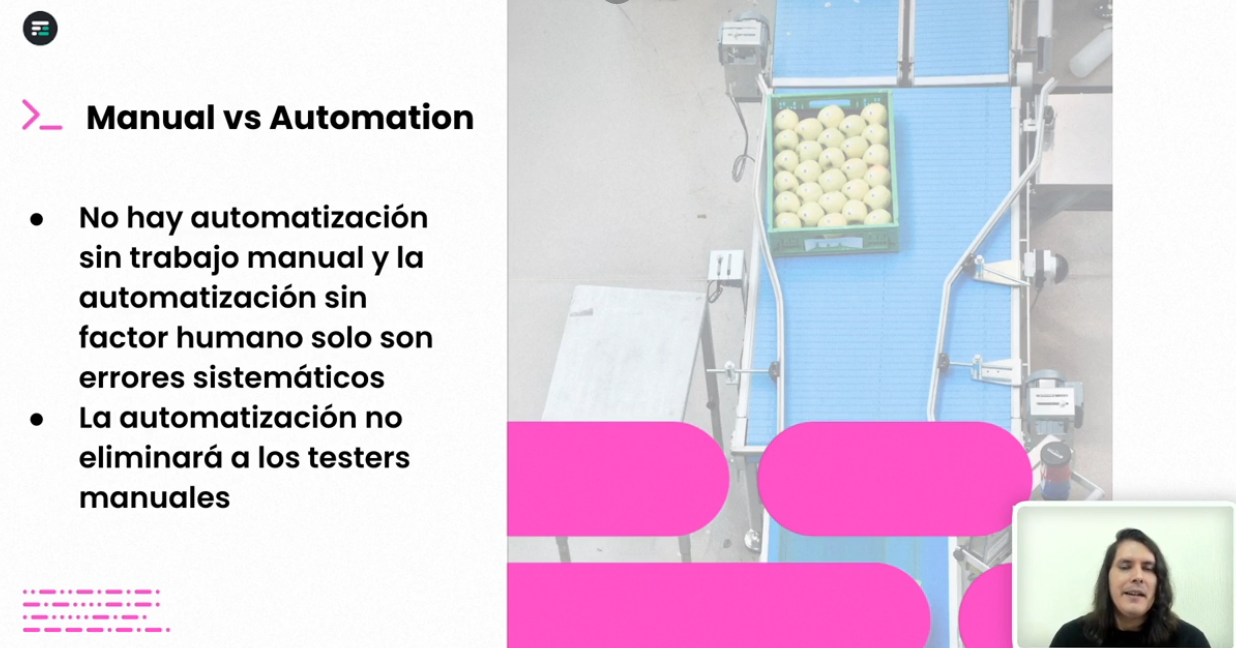 Manual vs Automation
● No hay automatización
sin trabajo manual y la
automatización sin
factor humano solo son
errores sistemáticos
● La automatización no
eliminará a los testers
manuales